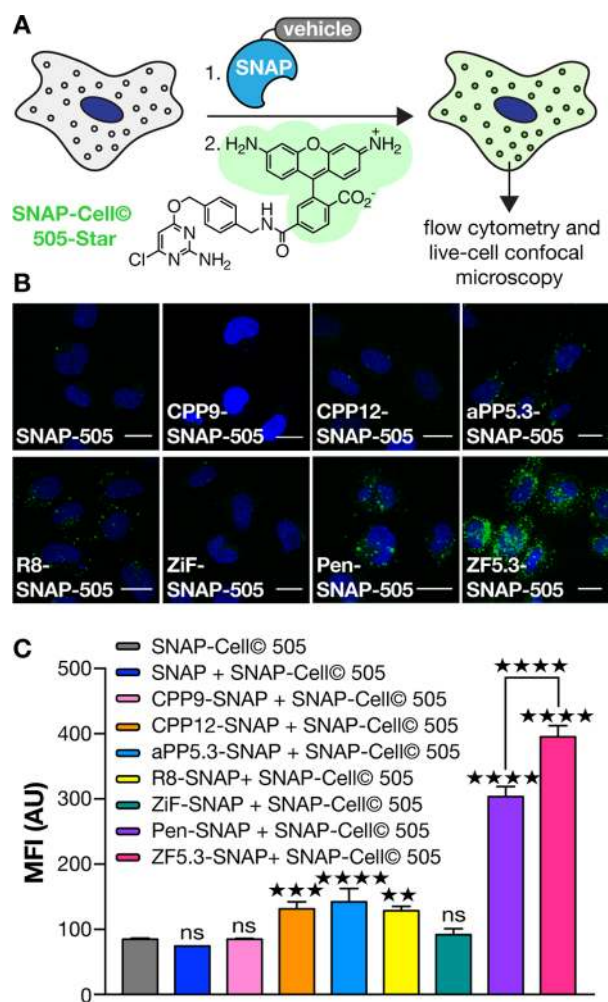 A
vehicle
SNAP
1.
2.
H₂N
O
NH₂
+
CO₂⁻
O
H
N
O
N
N
Cl
NH₂
SNAP-Cell©
505-Star
flow cytometry and
live-cell confocal
microscopy
B
SNAP-505
CPP9-
SNAP-505
CPP12-
SNAP-505
aPP5.3-
SNAP-505
R8-
SNAP-505
ZiF-
SNAP-505
Pen-
SNAP-505
ZF5.3-
SNAP-505
C
MFI (AU)
500
400
300
200
100
0
SNAP-Cell© 505
SNAP + SNAP-Cell© 505
CPP9-SNAP + SNAP-Cell© 505
CPP12-SNAP + SNAP-Cell© 505
aPP5.3-SNAP + SNAP-Cell© 505
R8-SNAP+ SNAP-Cell© 505
ZiF-SNAP + SNAP-Cell© 505
Pen-SNAP + SNAP-Cell© 505
ZF5.3-SNAP+ SNAP-Cell© 505
★★★★
★★★★
★★★★
★★★★
★★★
★★
ns
ns
ns